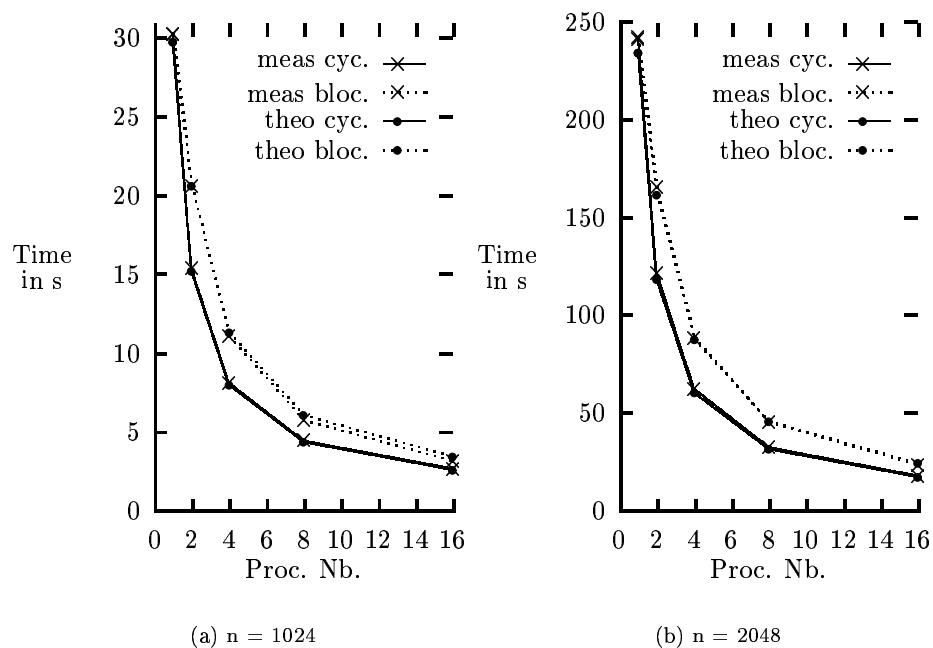 30
25
20
15
10
5
0
Time
in s
meas cyc.
meas bloc.
theo cyc.
theo bloc.
0 2 4 6 8 10 12 14 16
Proc. Nb.
(a) n = 1024
250
200
150
100
50
0
Time
in s
meas cyc.
meas bloc.
theo cyc.
theo bloc.
0 2 4 6 8 10 12 14 16
Proc. Nb.
(b) n = 2048